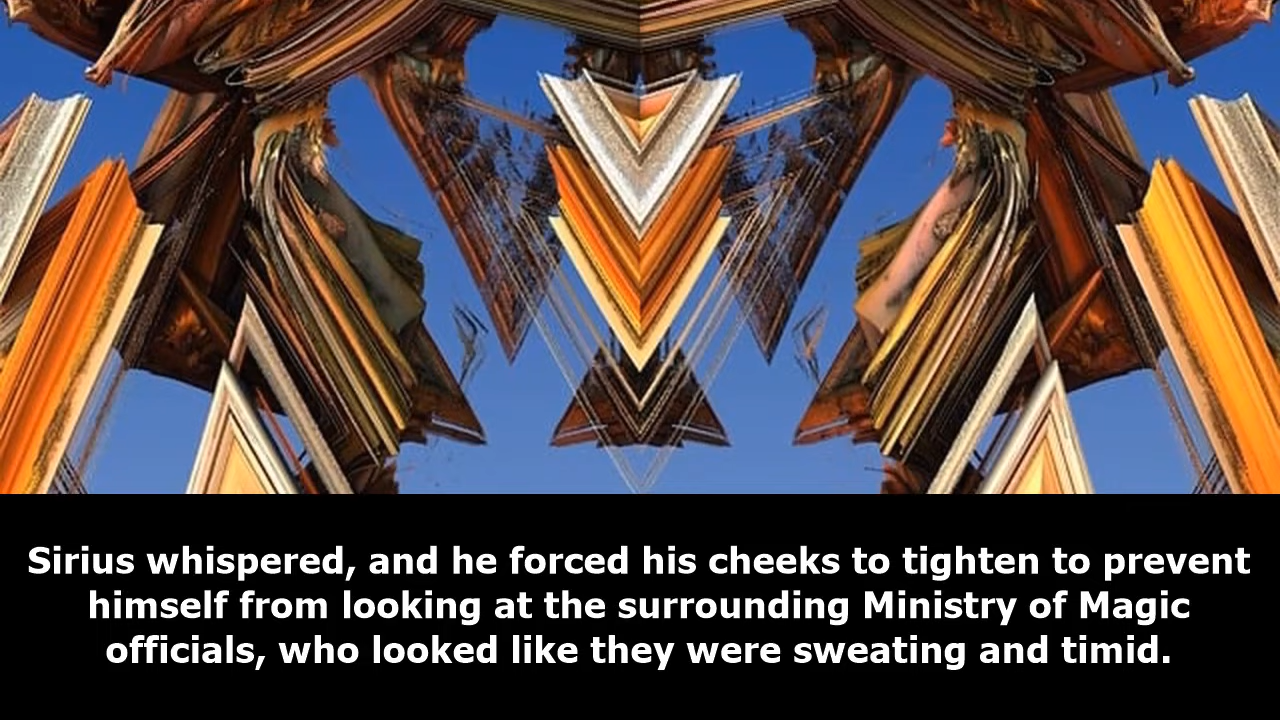 Sirius whispered, and he forced his cheeks to tighten to prevent
himself from looking at the surrounding Ministry of Magic
officials, who looked like they were sweating and timid.